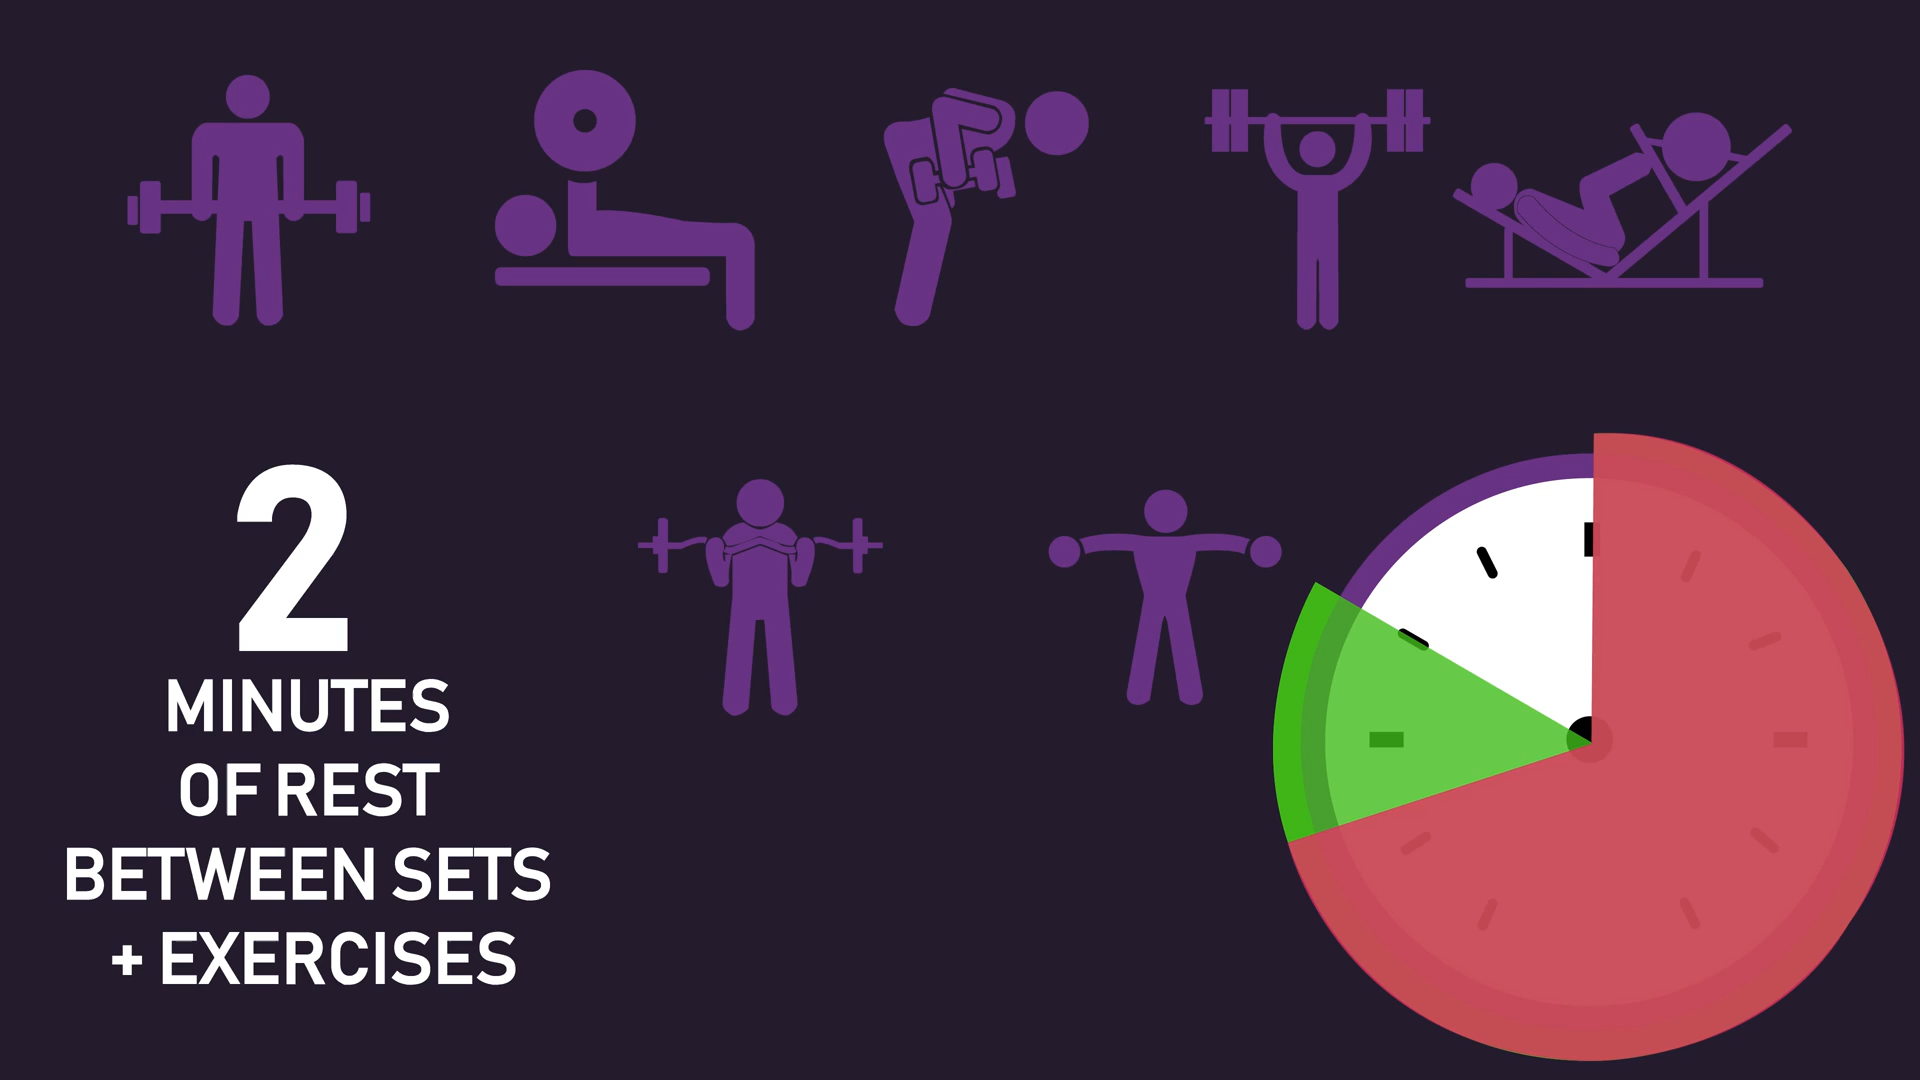 2
MINUTES
OF REST
BETWEEN SETS
+ EXERCISES